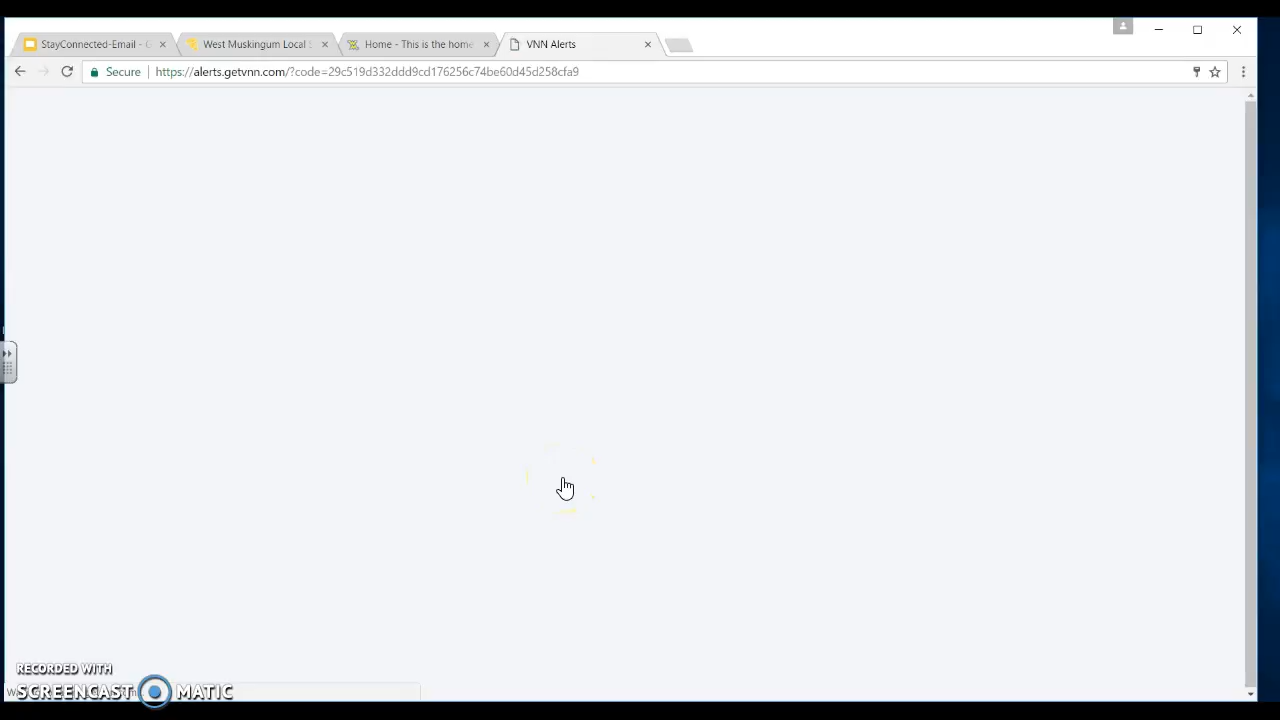 StayConnected-Email - G
West Muskingum Local S
Home - This is the home
VNN Alerts
Secure
https://alerts.getvnn.com/?code=29c519d332ddd9cd176256c74be60d45d258cfa9
RECORDED WITH
SCREENCAST MATIC